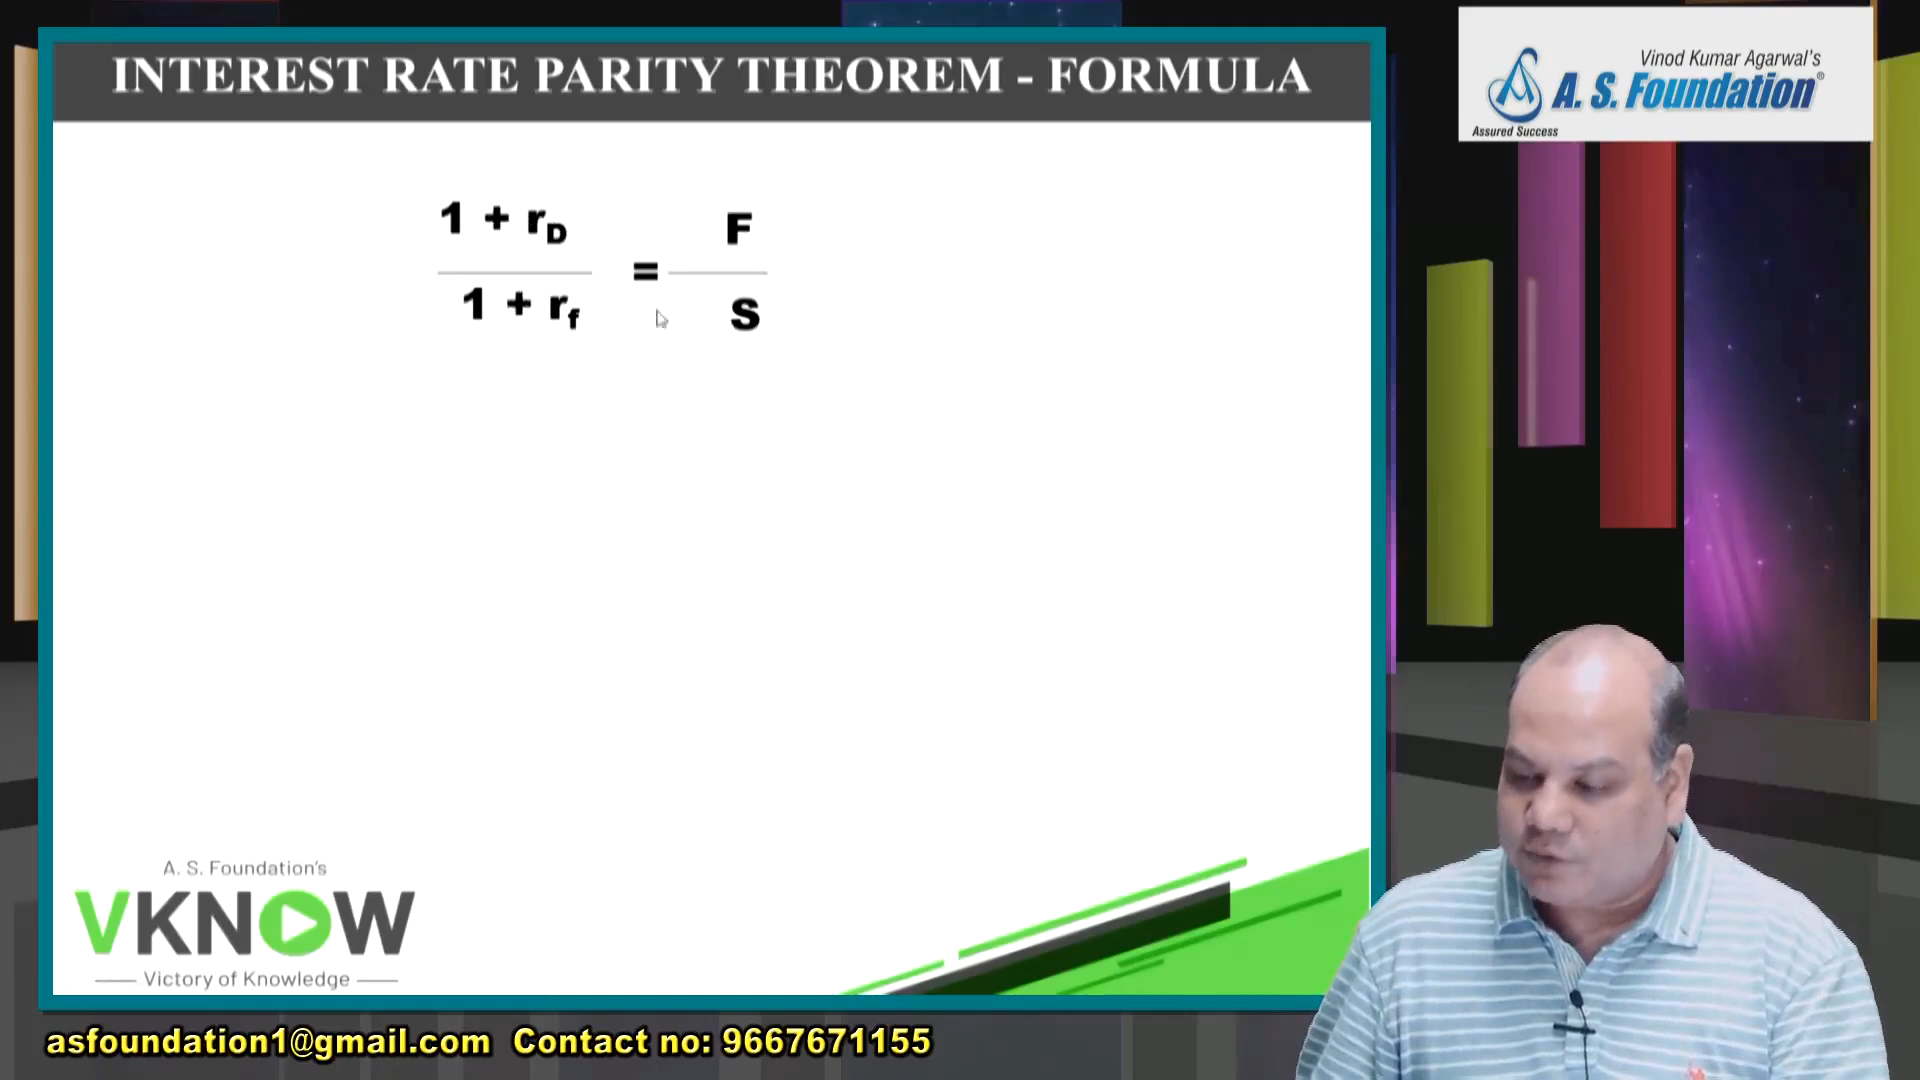 INTEREST RATE PARITY THEOREM - FORMULA
Vinod Kumar Agarwal's
A. S. Foundation®
Assured Success
1 + rD = F
1 + rf S
A. S. Foundation's
VKNOW
Victory of Knowledge
asfoundation1@gmail.com Contact no: 9667671155